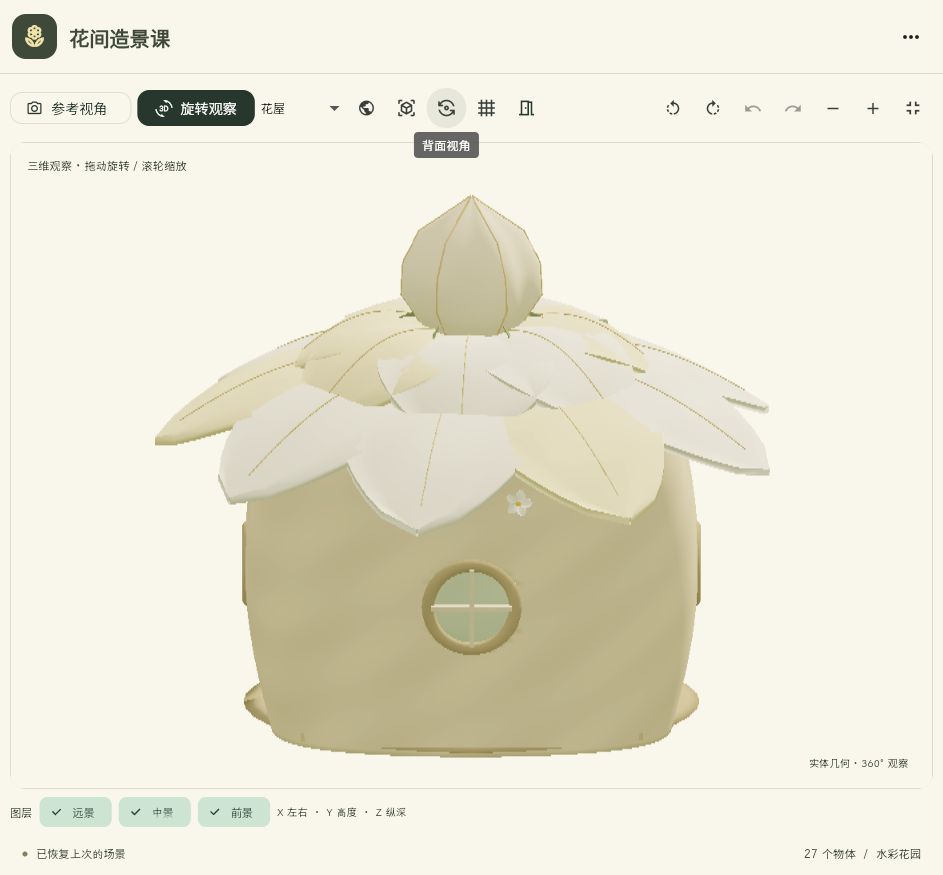 花间造景课
参考视角
3D 旋转观察
花屋
背面视角
三维观察・拖动旋转 / 滚轮缩放
实体几何・360° 观察
图层 远景 中景 前景 X 左右 · Y 高度 · Z 纵深
已恢复上次的场景
27 个物体 / 水彩花园